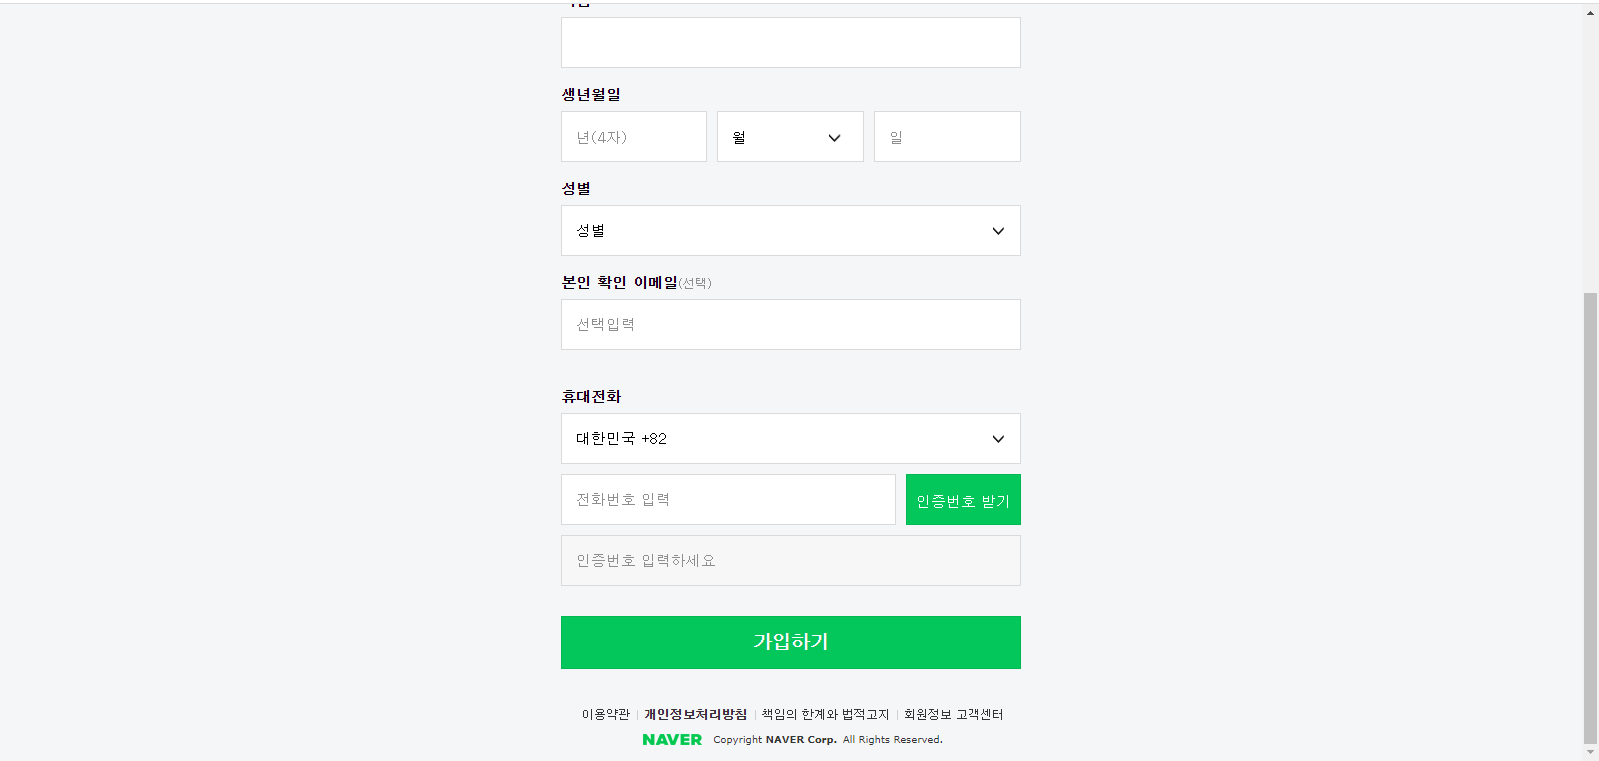 생년월일
년(4자) 월 일
성별
성별
본인 확인 이메일(선택)
선택입력
휴대전화
대한민국 +82
전화번호 입력 인증번호 받기
인증번호 입력하세요
가입하기
이용약관 개인정보처리방침 책임의 한계와 법적고지 회원정보 고객센터
NAVER Copyright NAVER Corp. All Rights Reserved.